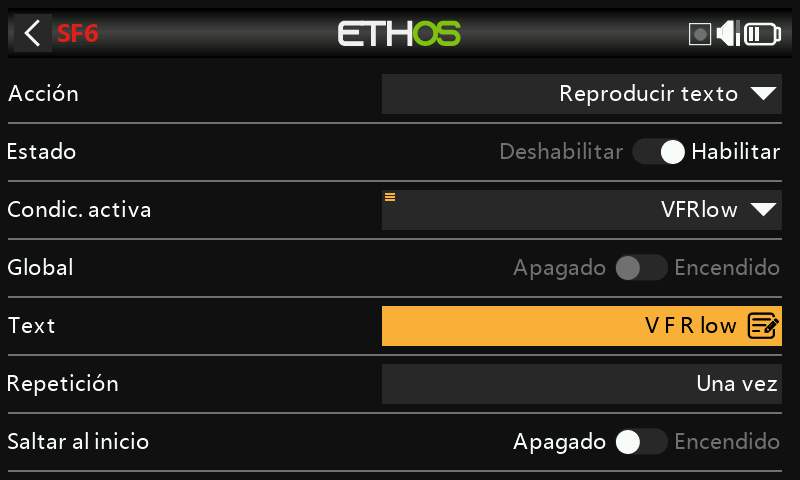 SF6 ETHOS
Acción Reproducir texto
Estado Deshabilitar Habilitar
Condic. activa VFRlow
Global Apagado Encendido
Text V F R low
Repetición Una vez
Saltar al inicio Apagado Encendido